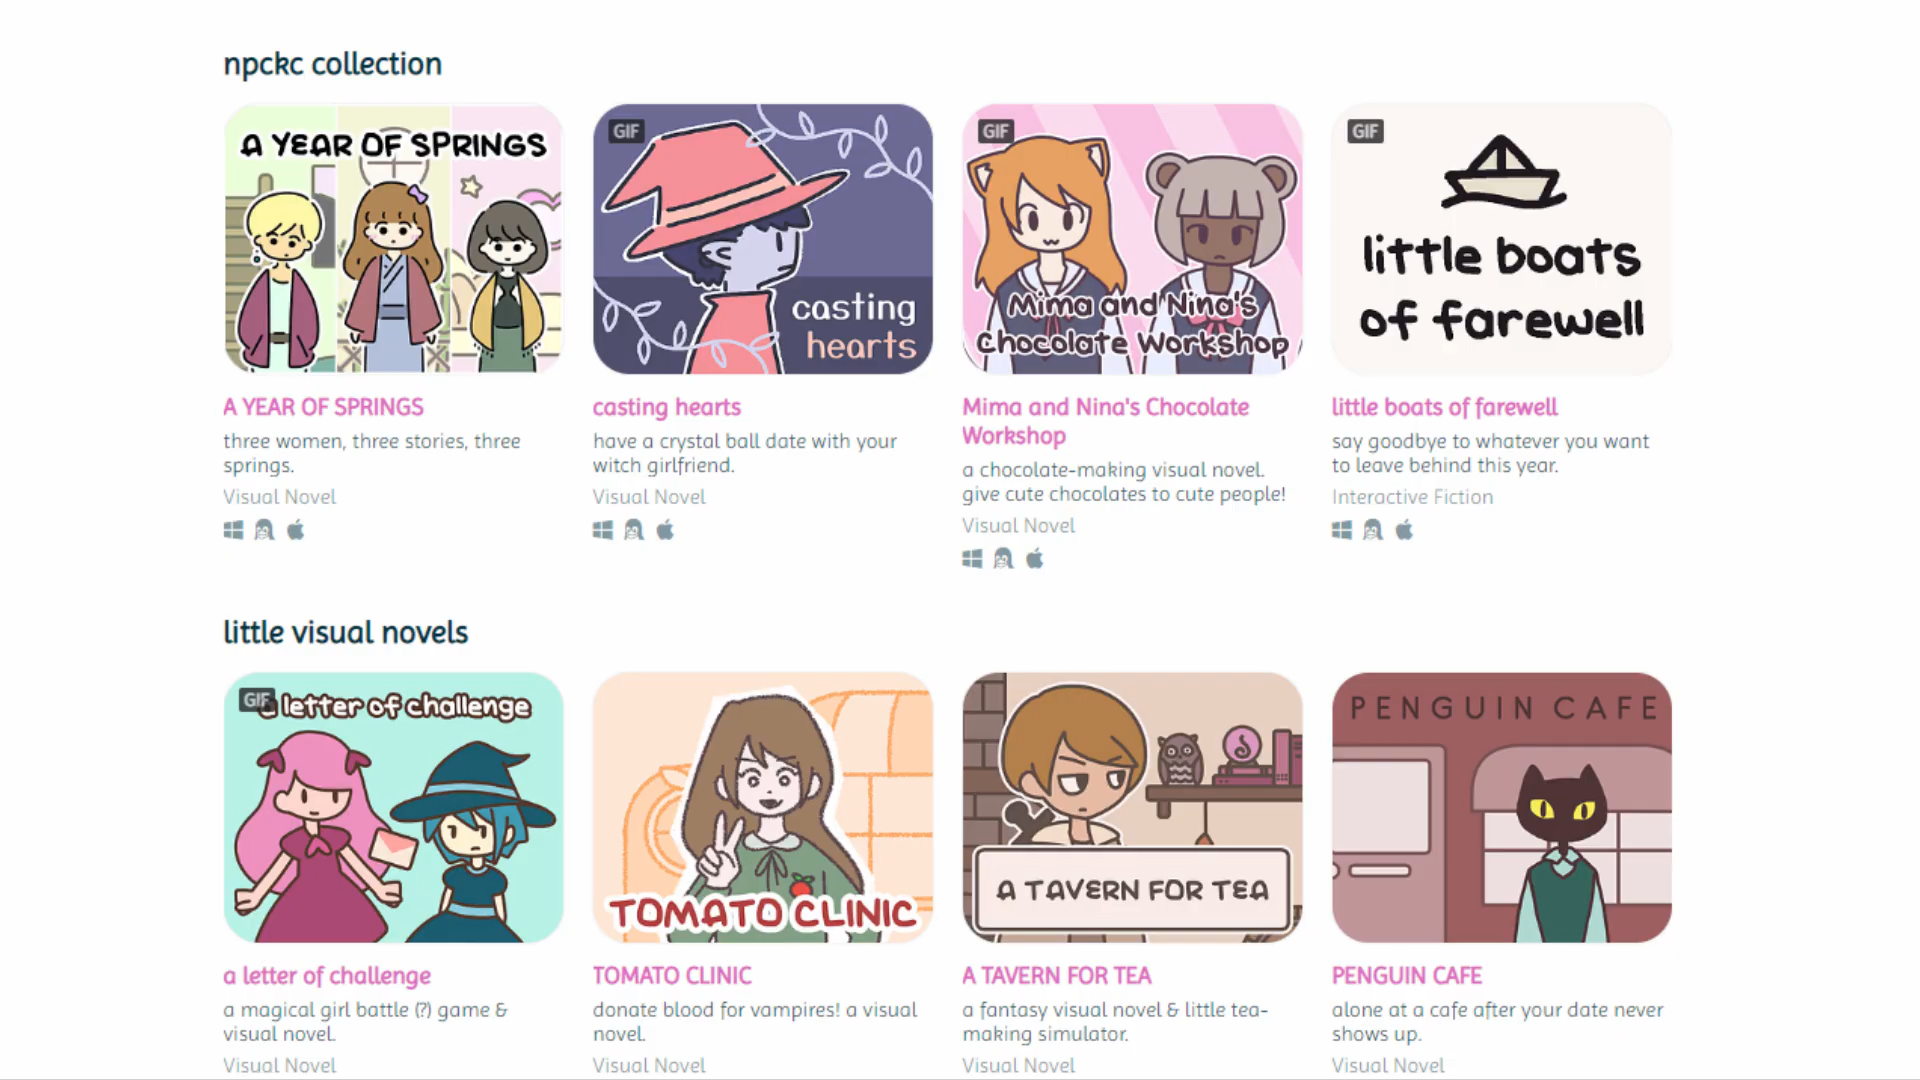 npckc collection
A YEAR OF SPRINGS
GIF
casting
hearts
GIF
Mima and Nina's
Chocolate Workshop
GIF
little boats
of farewell
A YEAR OF SPRINGS
three women, three stories, three
springs.
Visual Novel
casting hearts
have a crystal ball date with your
witch girlfriend.
Visual Novel
Mima and Nina's Chocolate
Workshop
a chocolate-making visual novel.
give cute chocolates to cute people!
Visual Novel
little boats of farewell
say goodbye to whatever you want
to leave behind this year.
Interactive Fiction
little visual novels
GIF
a letter of challenge
TOMATO CLINIC
A TAVERN FOR TEA
PENGUIN CAFE
a letter of challenge
a magical girl battle (?) game &
visual novel.
Visual Novel
TOMATO CLINIC
donate blood for vampires! a visual
novel.
Visual Novel
A TAVERN FOR TEA
a fantasy visual novel & little tea-
making simulator.
Visual Novel
PENGUIN CAFE
alone at a cafe after your date never
shows up.
Visual Novel